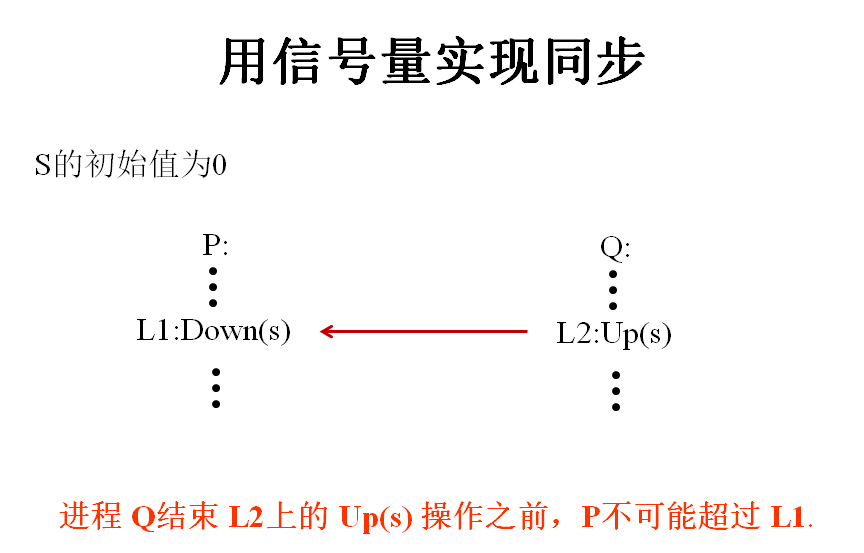 用信号量实现同步
S的初始值为0
P:
Q:
L1:Down(s)
L2:Up(s)
进程 Q结束 L2上的 Up(s) 操作之前，P不可能超过 L1.